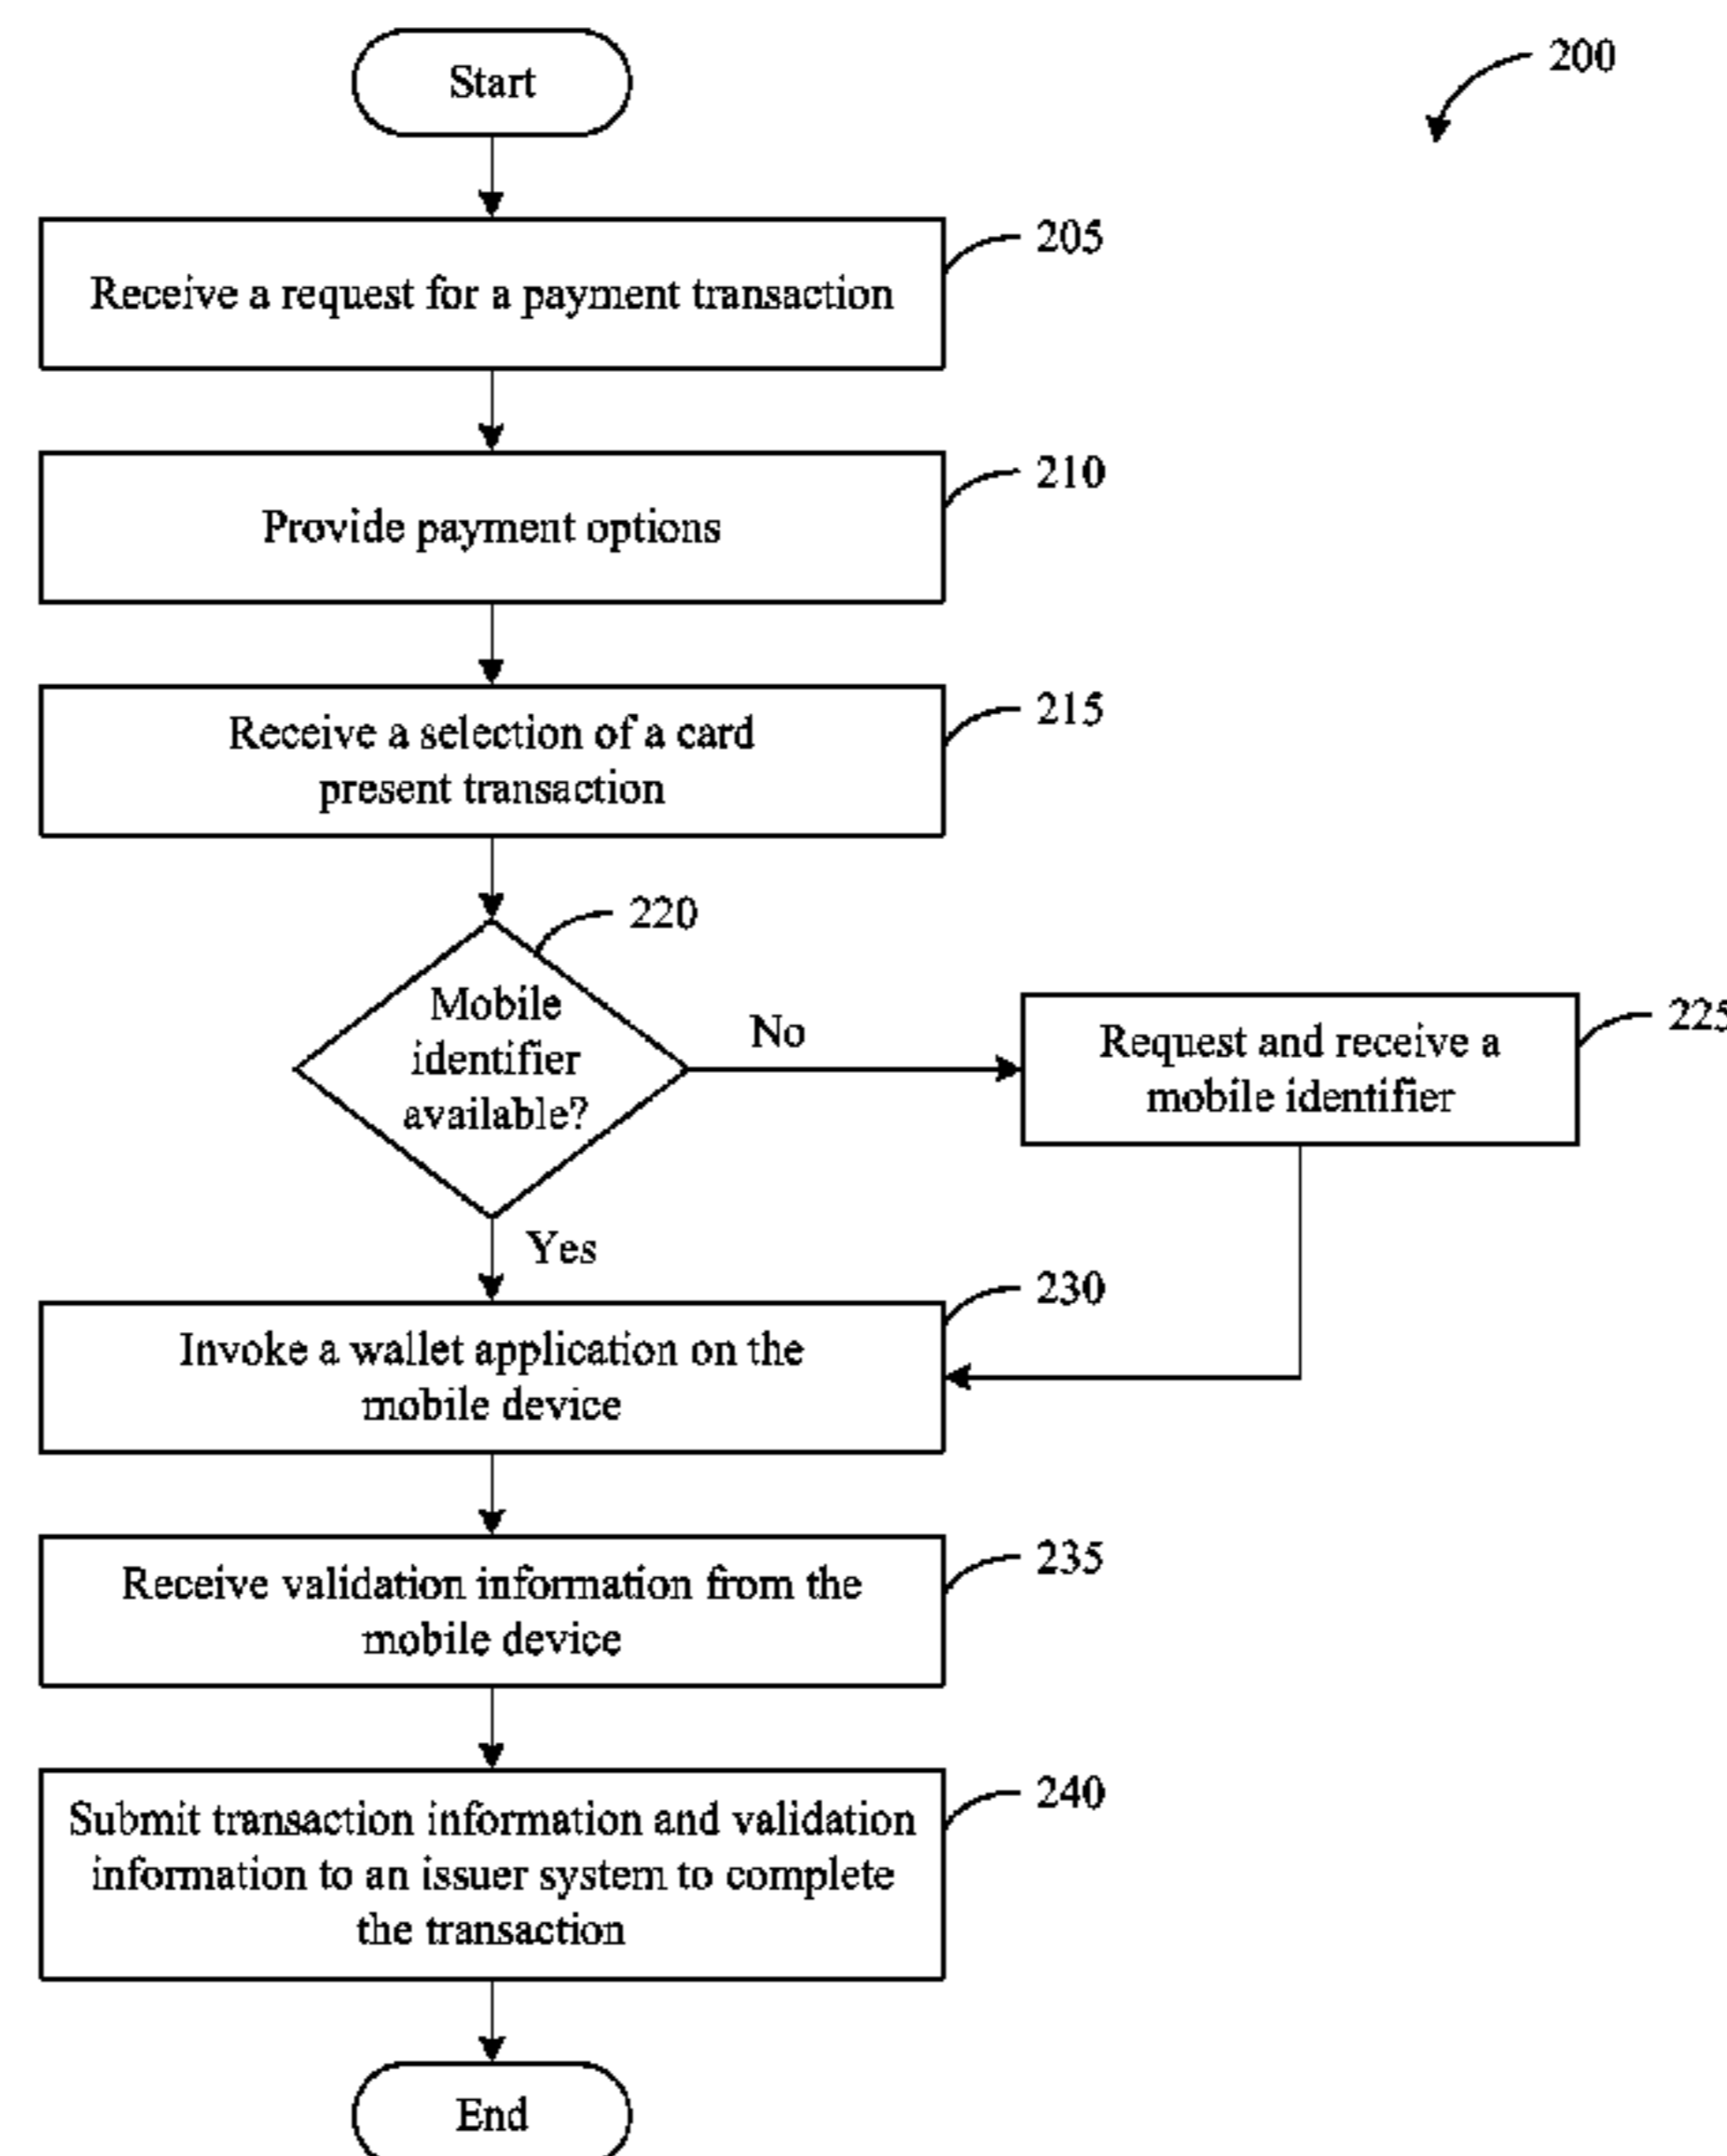 Start
200
205
Receive a request for a payment transaction
210
Provide payment options
215
Receive a selection of a card
present transaction
220
Mobile
identifier
available?
No
225
Request and receive a
mobile identifier
Yes
230
Invoke a wallet application on the
mobile device
235
Receive validation information from the
mobile device
240
Submit transaction information and validation
information to an issuer system to complete
the transaction
End